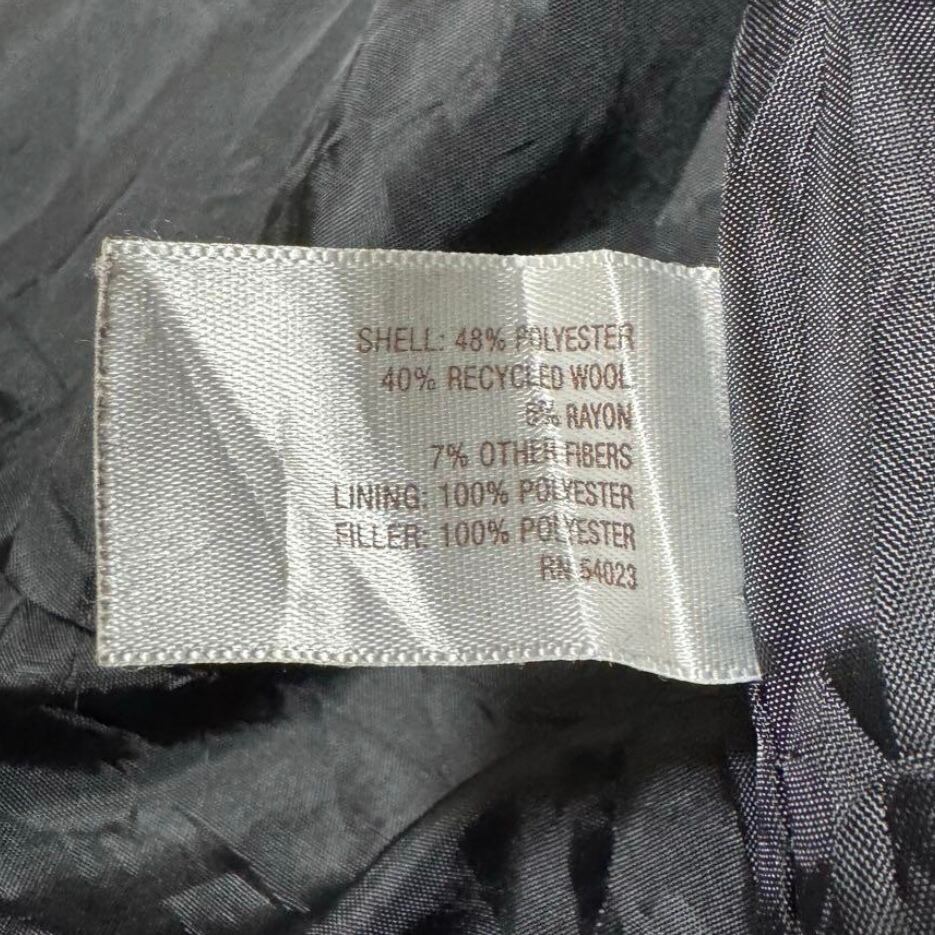 SHELL: 48% POLYESTER
40% RECYCLED WOOL
RAYON
7% OTHER FIBERS
LINING: 100% POLYESTER
FILLER: 100% POLYESTER
RN 54023